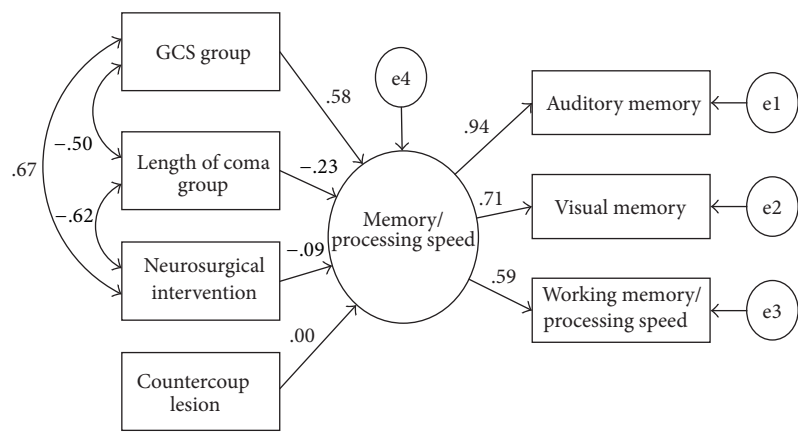 GCS group
e4
.58
Auditory memory
e1
.94
−.50
Length of coma
group
−.23
.67
.71
Visual memory
e2
Memory/
processing speed
−.62
−.09
Neurosurgical
intervention
.59
Working memory/
processing speed
e3
.00
Countercoup
lesion